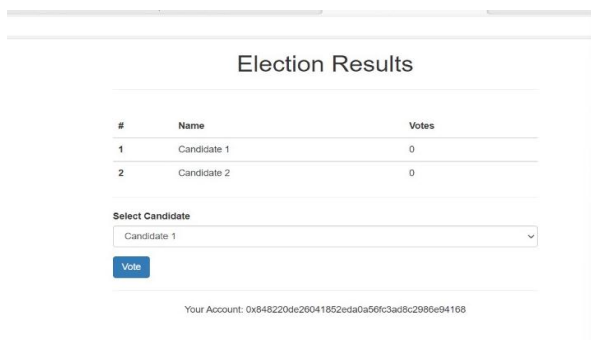 Election Results
# Name Votes
1 Candidate 1 0
2 Candidate 2 0
Select Candidate
Candidate 1
Vote
Your Account: 0x848220de26041852eda0a56fc3ad8c2986e94168